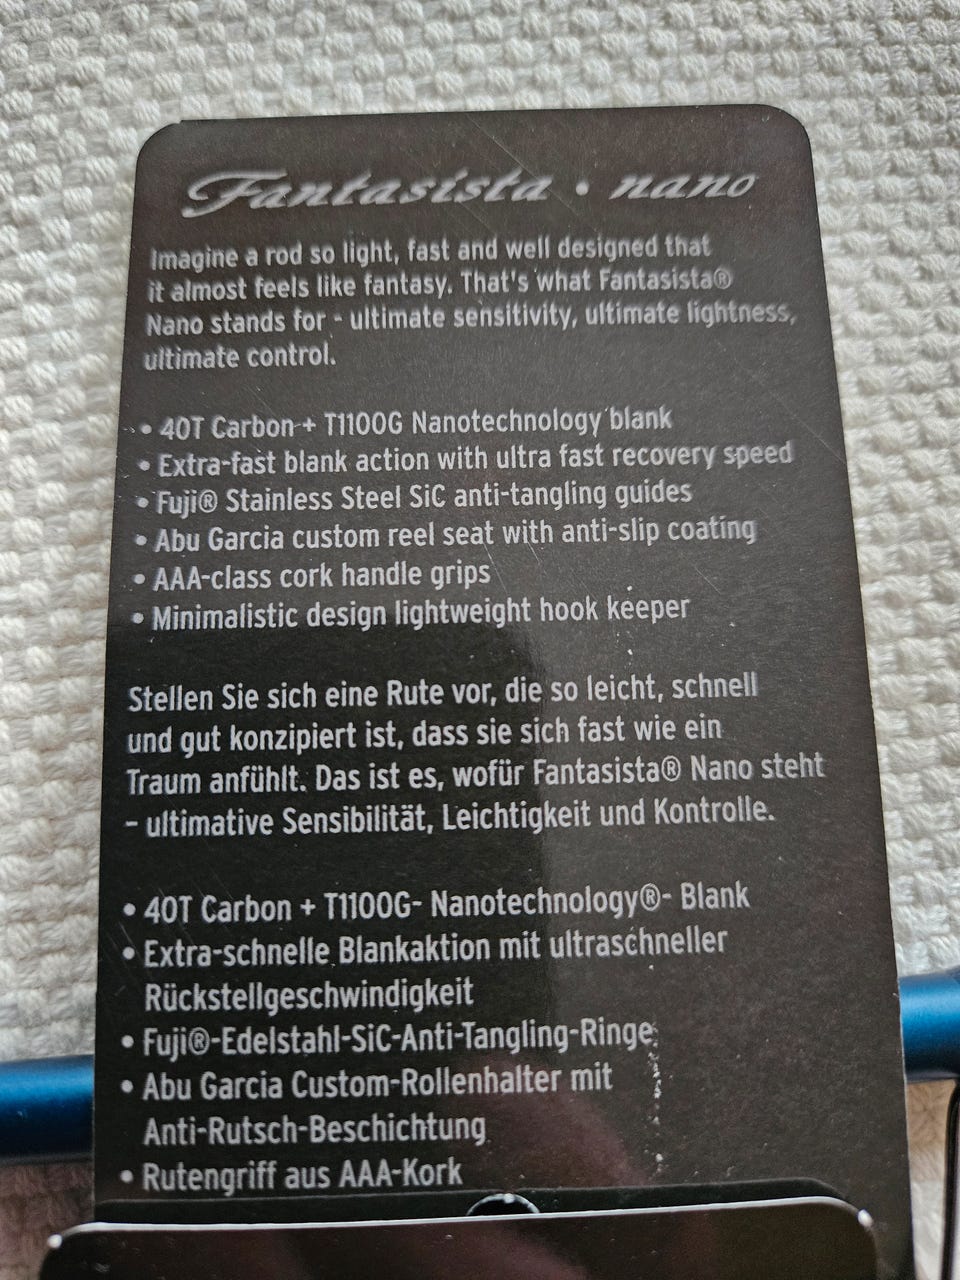 Fantasista • nano
Imagine a rod so light, fast and well designed that
it almost feels like fantasy. That's what Fantasista®
Nano stands for - ultimate sensitivity, ultimate lightness,
ultimate control.
• 40T Carbon + T1100G Nanotechnology blank
• Extra-fast blank action with ultra fast recovery speed
• Fuji® Stainless Steel SiC anti-tangling guides
• Abu Garcia custom reel seat with anti-slip coating
• AAA-class cork handle grips
• Minimalistic design lightweight hook keeper
Stellen Sie sich eine Rute vor, die so leicht, schnell
und gut konzipiert ist, dass sie sich fast wie ein
Traum anfühlt. Das ist es, wofür Fantasista® Nano steht
– ultimative Sensibilität, Leichtigkeit und Kontrolle.
• 40T Carbon + T1100G- Nanotechnology®- Blank
• Extra-schnelle Blankaktion mit ultraschneller
Rückstellgeschwindigkeit
• Fuji®-Edelstahl-SiC-Anti-Tangling-Ringe
• Abu Garcia Custom-Rollenhalter mit
Anti-Rutsch-Beschichtung
• Rutengriff aus AAA-Kork